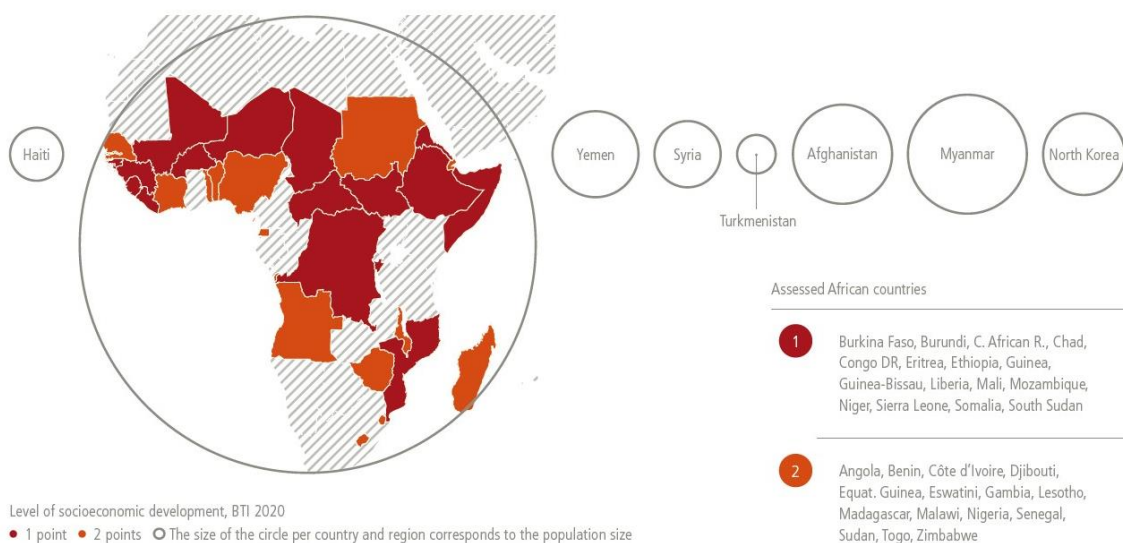 Haiti
Yemen
Syria
Turkmenistan
Afghanistan
Myanmar
North Korea
Assessed African countries
1
Burkina Faso, Burundi, C. African R., Chad,
Congo DR, Eritrea, Ethiopia, Guinea,
Guinea-Bissau, Liberia, Mali, Mozambique,
Niger, Sierra Leone, Somalia, South Sudan
2
Angola, Benin, Côte d’Ivoire, Djibouti,
Equat. Guinea, Eswatini, Gambia, Lesotho,
Madagascar, Malawi, Nigeria, Senegal,
Sudan, Togo, Zimbabwe
Level of socioeconomic development, BTI 2020
1 point 2 points The size of the circle per country and region corresponds to the population size